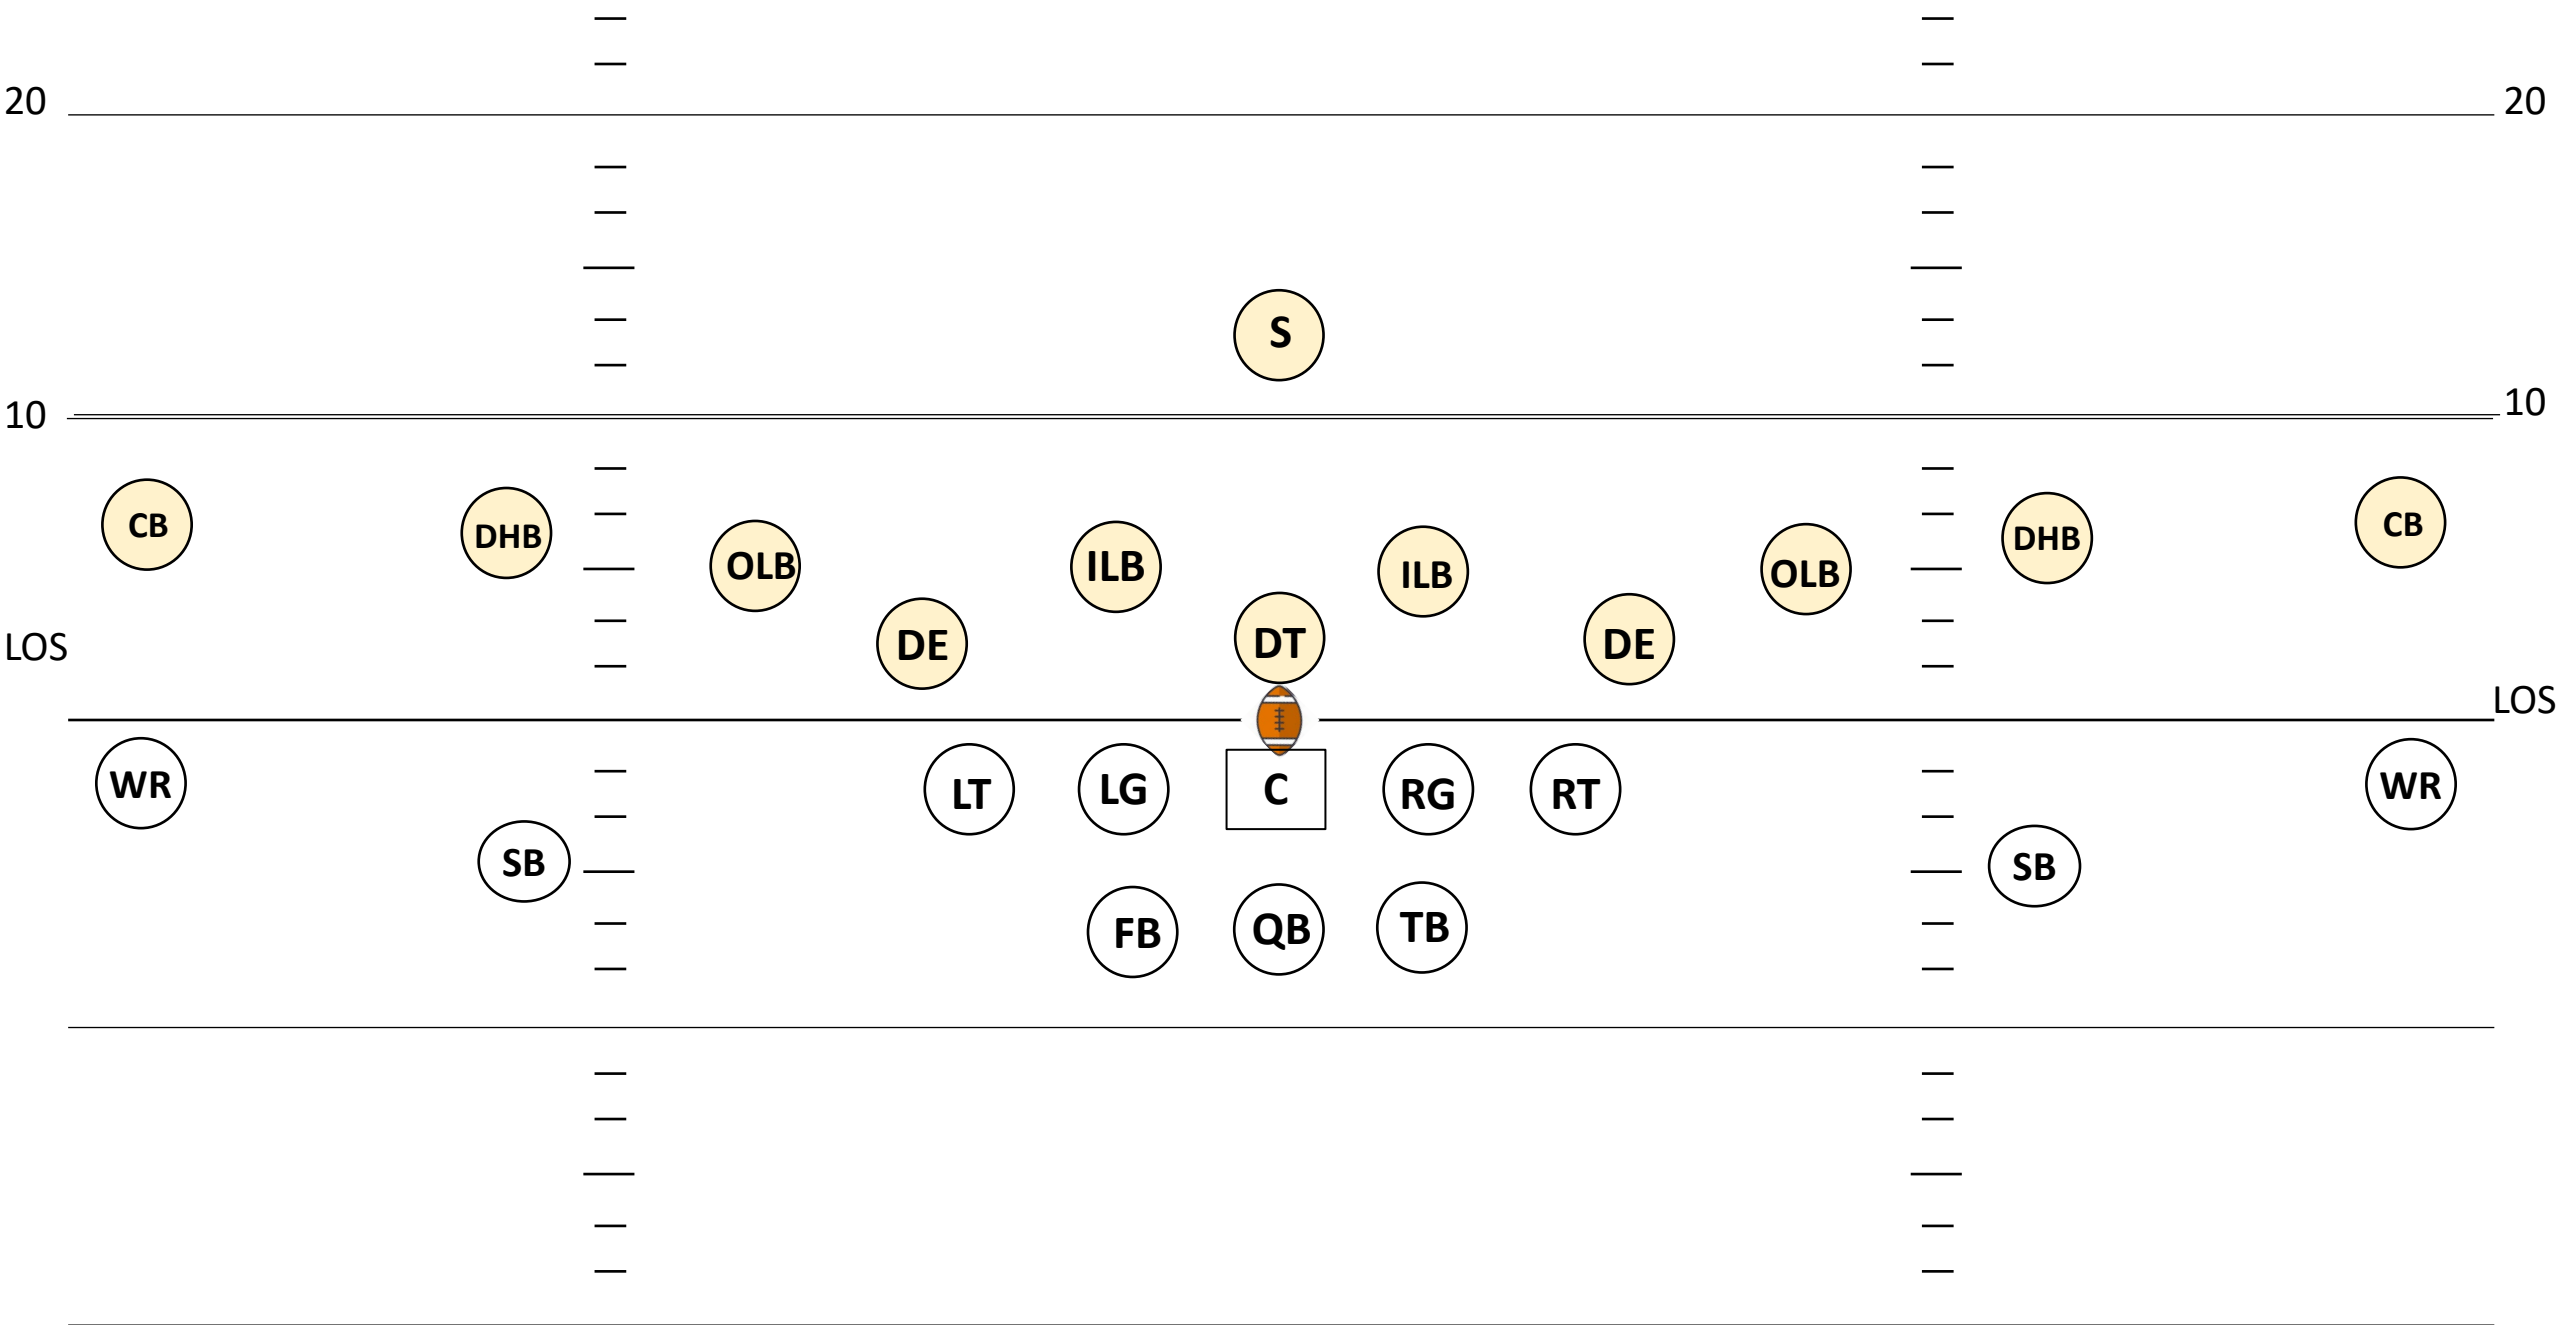 20 20
S
10 10
CB DHB OLB ILB ILB OLB DHB CB
DE DT DE
LOS LOS
WR LT LG C RG RT WR
SB SB
FB QB TB